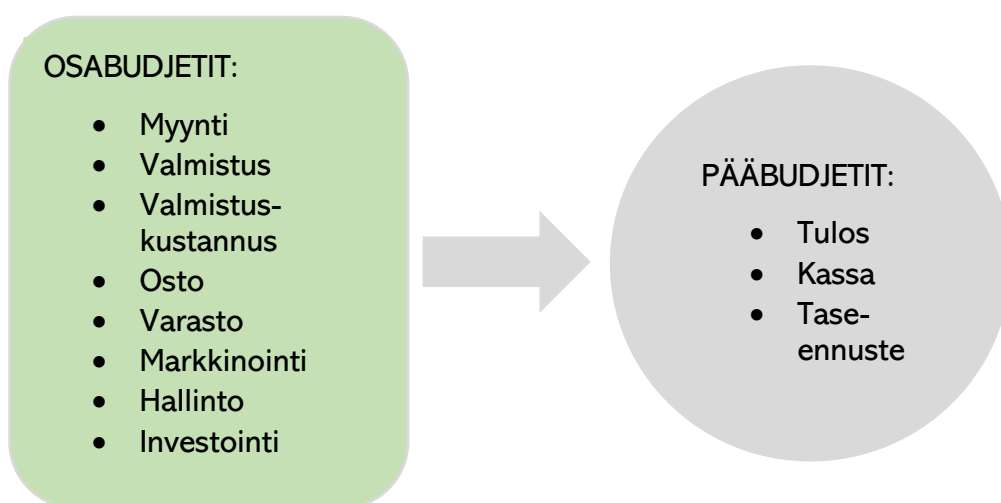 OSABUDJETIT:
• Myynti
• Valmistus
• Valmistus-
kustannus
• Osto
• Varasto
• Markkinointi
• Hallinto
• Investointi
PÄÄBUDJETIT:
• Tulos
• Kassa
• Tase-
ennuste